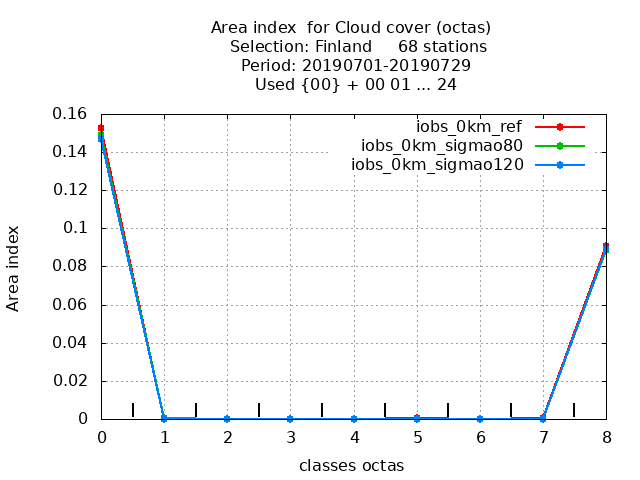 Area index  for Cloud cover (octas)
Selection: Finland     68 stations
Period: 20190701-20190729
Used {00} + 00 01 ... 24
iobs_0km_ref
iobs_0km_sigmao80
iobs_0km_sigmao120
Area index
0.16
0.14
0.12
0.1
0.08
0.06
0.04
0.02
0
0 1 2 3 4 5 6 7 8
classes octas